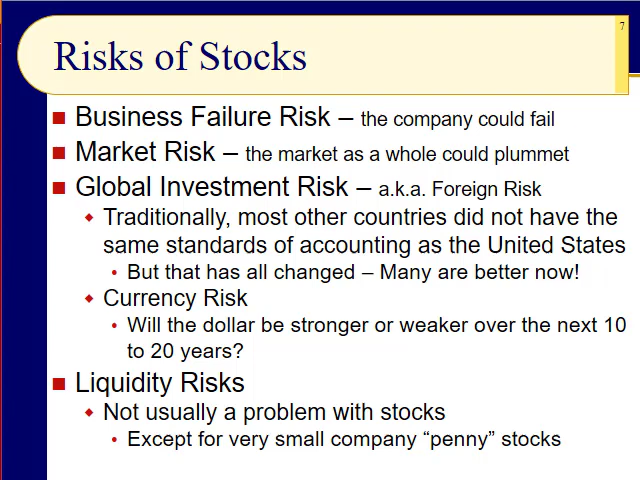 7
Risks of Stocks
Business Failure Risk – the company could fail
Market Risk – the market as a whole could plummet
Global Investment Risk – a.k.a. Foreign Risk
Traditionally, most other countries did not have the
same standards of accounting as the United States
But that has all changed – Many are better now!
Currency Risk
Will the dollar be stronger or weaker over the next 10
to 20 years?
Liquidity Risks
Not usually a problem with stocks
Except for very small company “penny” stocks